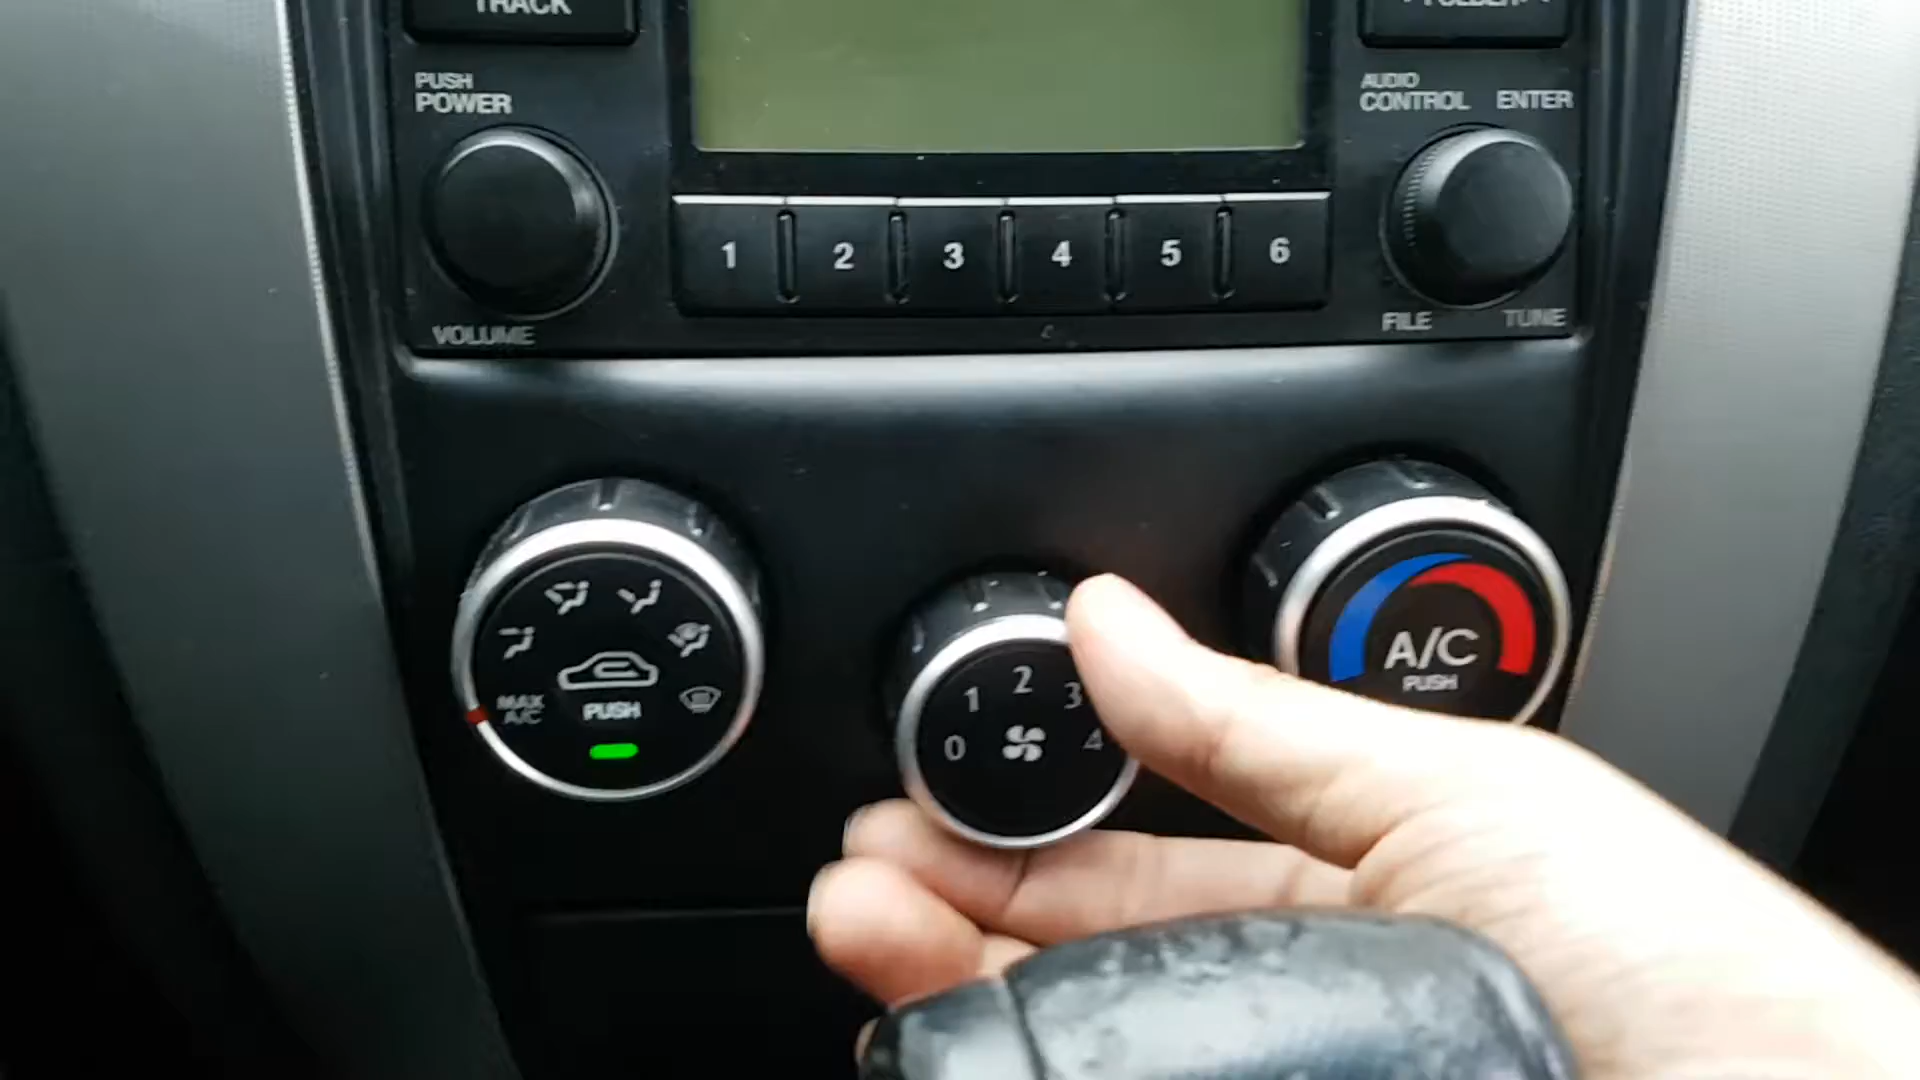 TRACK
FOLDER
PUSH
POWER
AUDIO
CONTROL
ENTER
1 2 3 4 5 6
VOLUME
FILE
TUNE
MAX
A/C
PUSH
0 1 2 3 4
A/C
PUSH